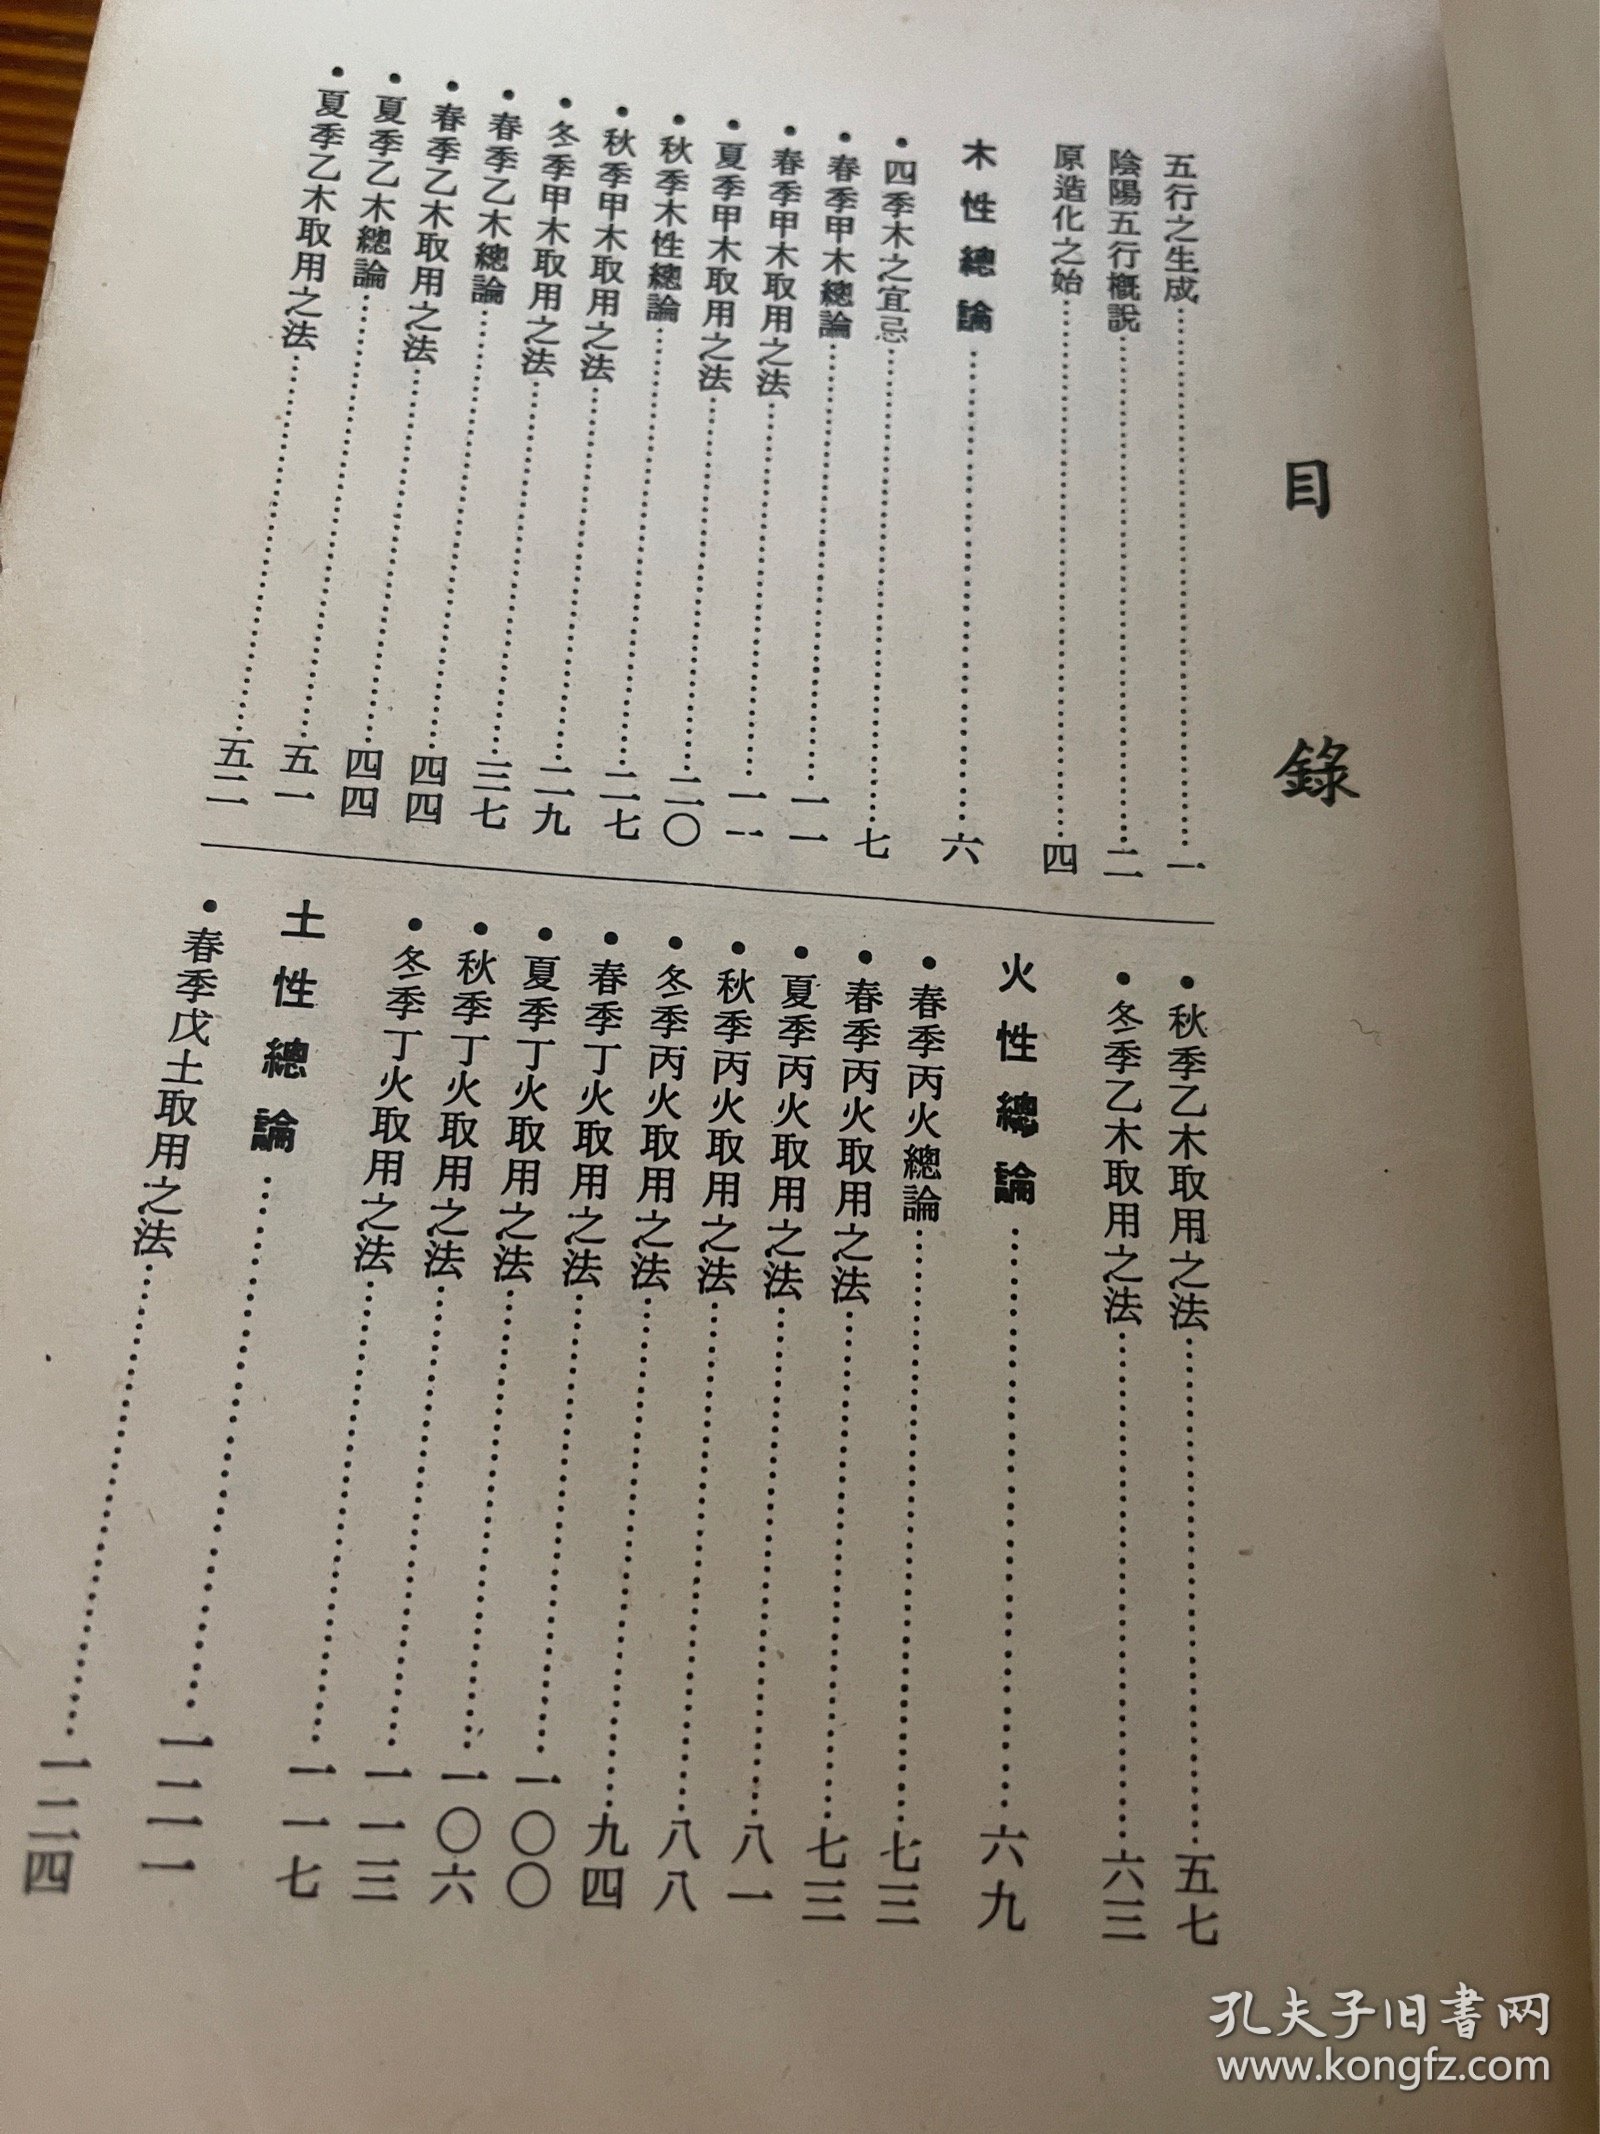 目錄
五行之生成……一
陰陽五行概說……二
原造化之始……四
木性總論……六
•四季木之宜忌……七
•春季甲木總論……一一
•春季甲木取用之法……一一
•夏季甲木取用之法……二〇
•秋季木性總論……二七
•秋季甲木取用之法……二九
•冬季甲木取用之法……三七
•春季乙木總論……四四
•春季乙木取用之法……四四
•夏季乙木總論……五一
•夏季乙木取用之法……五二
•秋季乙木取用之法……五七
•冬季乙木取用之法……六三
火性總論……六九
•春季丙火總論……七三
•春季丙火取用之法……七三
•夏季丙火取用之法……八一
•秋季丙火取用之法……八八
•冬季丙火取用之法……九四
•春季丁火取用之法……一〇〇
•夏季丁火取用之法……一〇六
•秋季丁火取用之法……一一三
•冬季丁火取用之法……一一七
土性總論……一二一
•春季戊土取用之法……一二四
孔夫子旧書网
www.kongfz.com